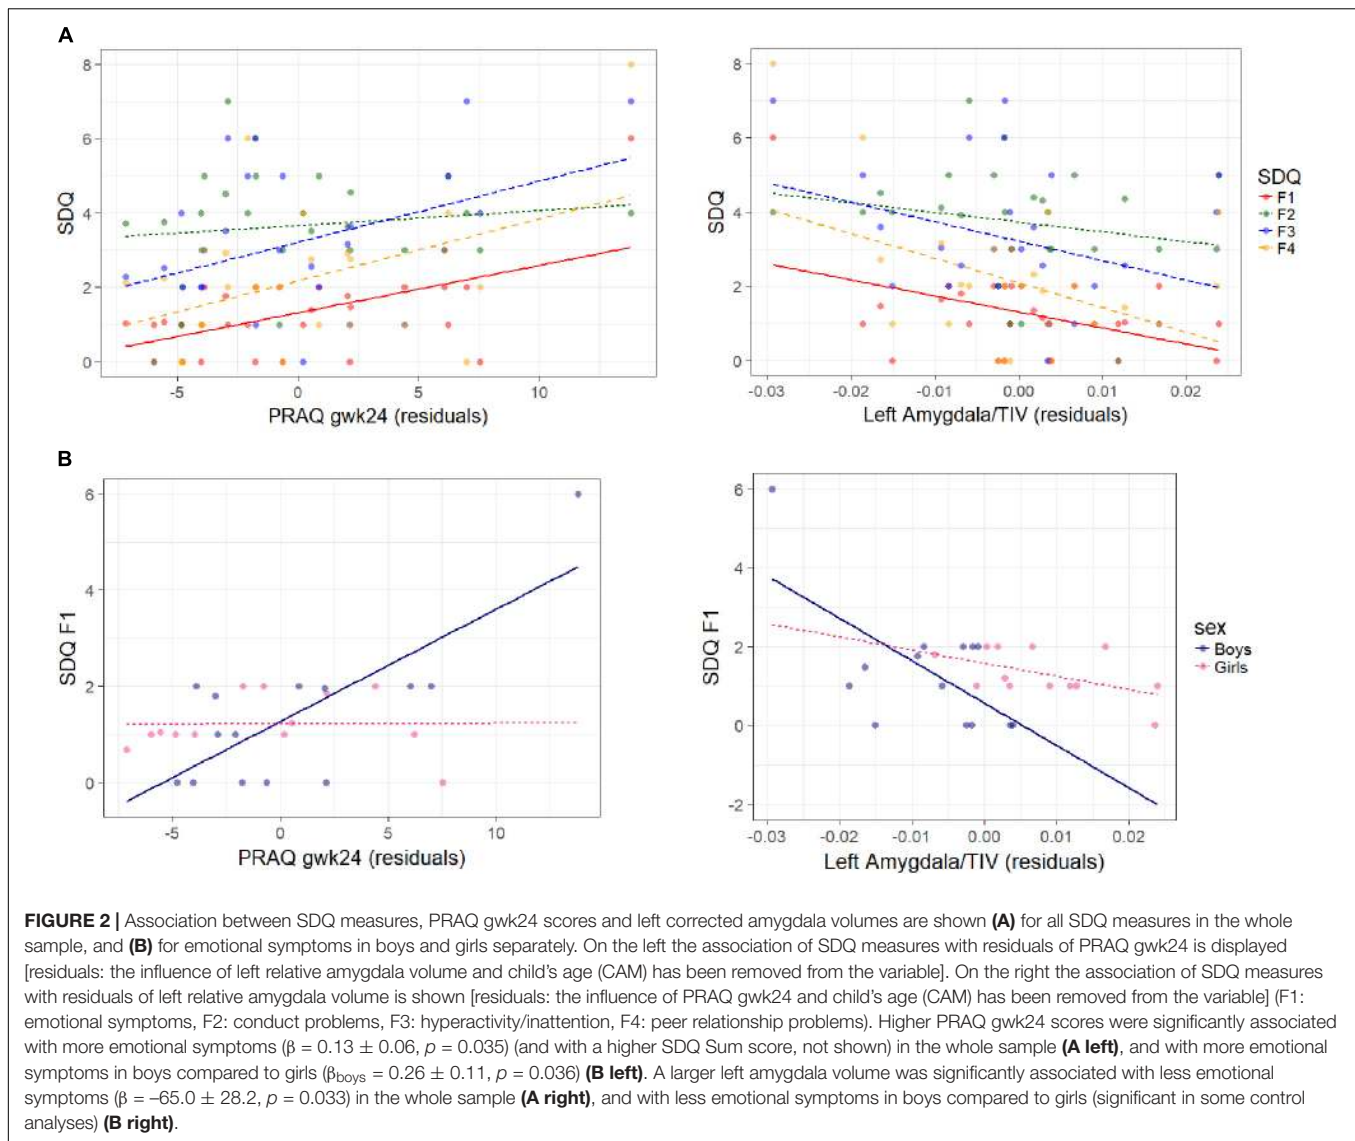 A
8
6
4
2
0
SDQ
-5
0
5
10
PRAQ gwk24 (residuals)
8
6
4
2
0
SDQ
-0.03
-0.02
-0.01
0.00
0.01
0.02
Left Amygdala/TIV (residuals)
SDQ
F1
F2
F3
F4
B
6
4
2
0
SDQ F1
-5
0
5
10
PRAQ gwk24 (residuals)
6
4
2
0
-2
SDQ F1
-0.03
-0.02
-0.01
0.00
0.01
0.02
Left Amygdala/TIV (residuals)
sex
Boys
Girls
FIGURE 2 | Association between SDQ measures, PRAQ gwk24 scores and left corrected amygdala volumes are shown (A) for all SDQ measures in the whole
sample, and (B) for emotional symptoms in boys and girls separately. On the left the association of SDQ measures with residuals of PRAQ gwk24 is displayed
[residuals: the influence of left relative amygdala volume and child's age (CAM) has been removed from the variable]. On the right the association of SDQ measures
with residuals of left relative amygdala volume is shown [residuals: the influence of PRAQ gwk24 and child's age (CAM) has been removed from the variable] (F1:
emotional symptoms, F2: conduct problems, F3: hyperactivity/inattention, F4: peer relationship problems). Higher PRAQ gwk24 scores were significantly associated
with more emotional symptoms (β = 0.13 ± 0.06, p = 0.035) (and with a higher SDQ Sum score, not shown) in the whole sample (A left), and with more emotional
symptoms in boys compared to girls (βboys = 0.26 ± 0.11, p = 0.036) (B left). A larger left amygdala volume was significantly associated with less emotional
symptoms (β = –65.0 ± 28.2, p = 0.033) in the whole sample (A right), and with less emotional symptoms in boys compared to girls (significant in some control
analyses) (B right).